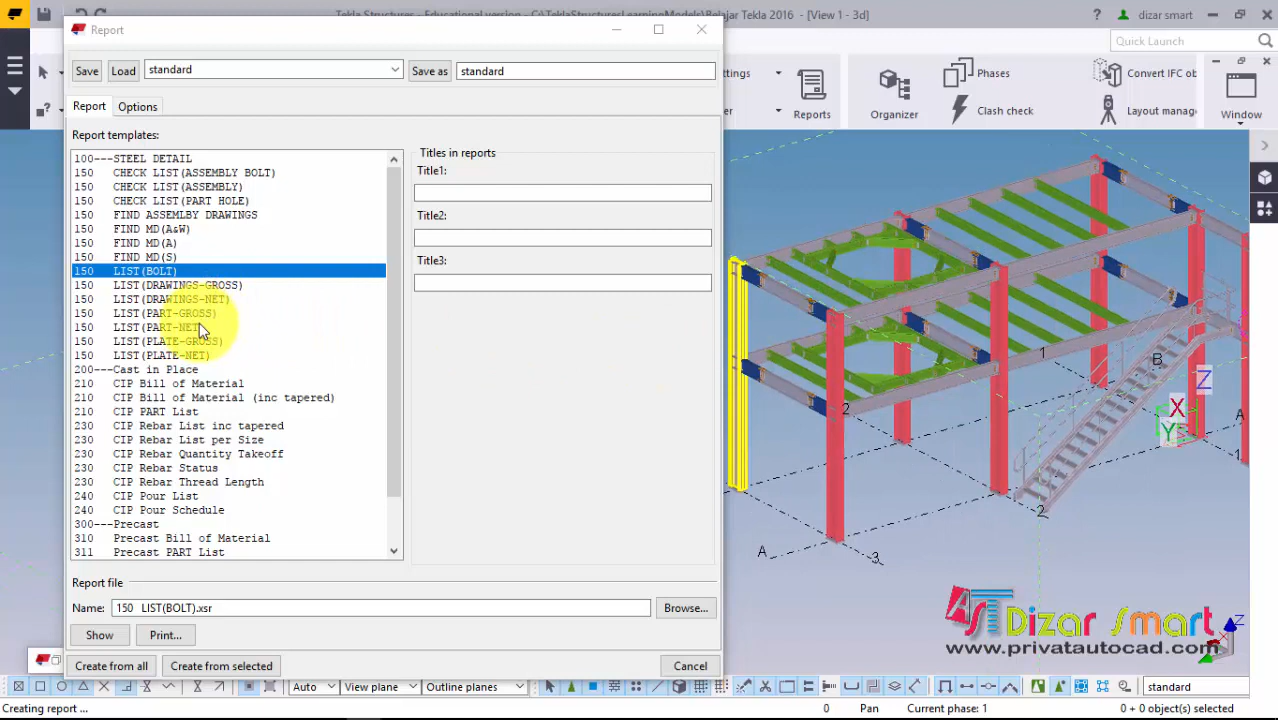 Tekla Structures - Educational configuration - C:\TeklaStructuresLearningModels\Belajar Tekla 2016 - [View 1 - 3d]
dizar smart
Quick Launch
Report
Save
Load
standard
Save as
standard
Report
Options
Report templates:
100---STEEL DETAIL
150 CHECK LIST(ASSEMBLY BOLT)
150 CHECK LIST(ASSEMBLY)
150 CHECK LIST(PART HOLE)
150 FIND ASSEMLBY DRAWINGS
150 FIND MD(A&W)
150 FIND MD(A)
150 FIND MD(S)
150 LIST(BOLT)
150 LIST(DRAWINGS-GROSS)
150 LIST(DRAWINGS-NET)
150 LIST(PART-GROSS)
150 LIST(PART-NET)
150 LIST(PLATE-GROSS)
150 LIST(PLATE-NET)
200---Cast in Place
210 CIP Bill of Material
210 CIP Bill of Material (inc tapered)
210 CIP PART List
230 CIP Rebar List inc tapered
230 CIP Rebar List per Size
230 CIP Rebar Quantity Takeoff
230 CIP Rebar Status
230 CIP Rebar Thread Length
240 CIP Pour List
240 CIP Pour Schedule
300---Precast
310 Precast Bill of Material
311 Precast PART List
Titles in reports
Title1:
Title2:
Title3:
Report file
Name: 150 LIST(BOLT).xsr
Browse...
Show
Print...
Create from all
Create from selected
Cancel
ttings
Reports
Organizer
Phases
Clash check
Convert IFC ob
Layout manag
Window
1
B
Z
2
X
Y
A
1
2
A
3
Z
Dizar Smart
www.privatautocad.com
Auto
View plane
Outline planes
standard
Creating report ...
0
Pan
Current phase: 1
0 + 0 object(s) selected